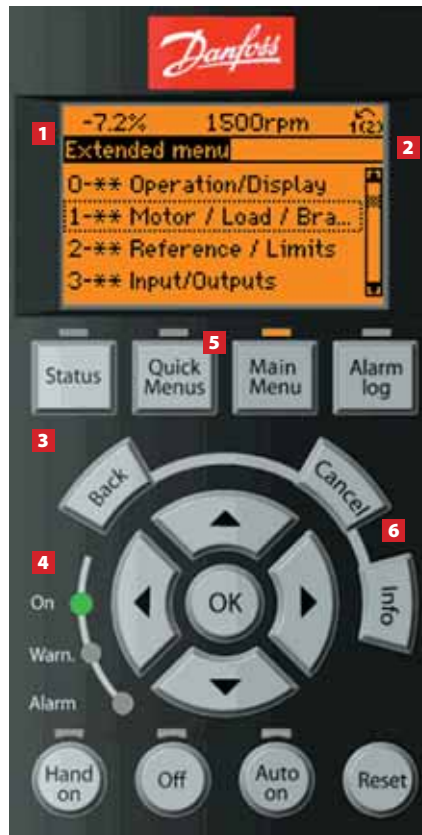 Danfoss
1
-7.2% 1500rpm 1(2)
Extended menu
2
0-** Operation/Display
1-** Motor / Load / Bra...
2-** Reference / Limits
3-** Input/Outputs
5
Status
Quick
Menus
Main
Menu
Alarm
log
3
Back
Cancel
6
4
On
OK
Info
Warn.
Alarm
Hand
on
Off
Auto
on
Reset